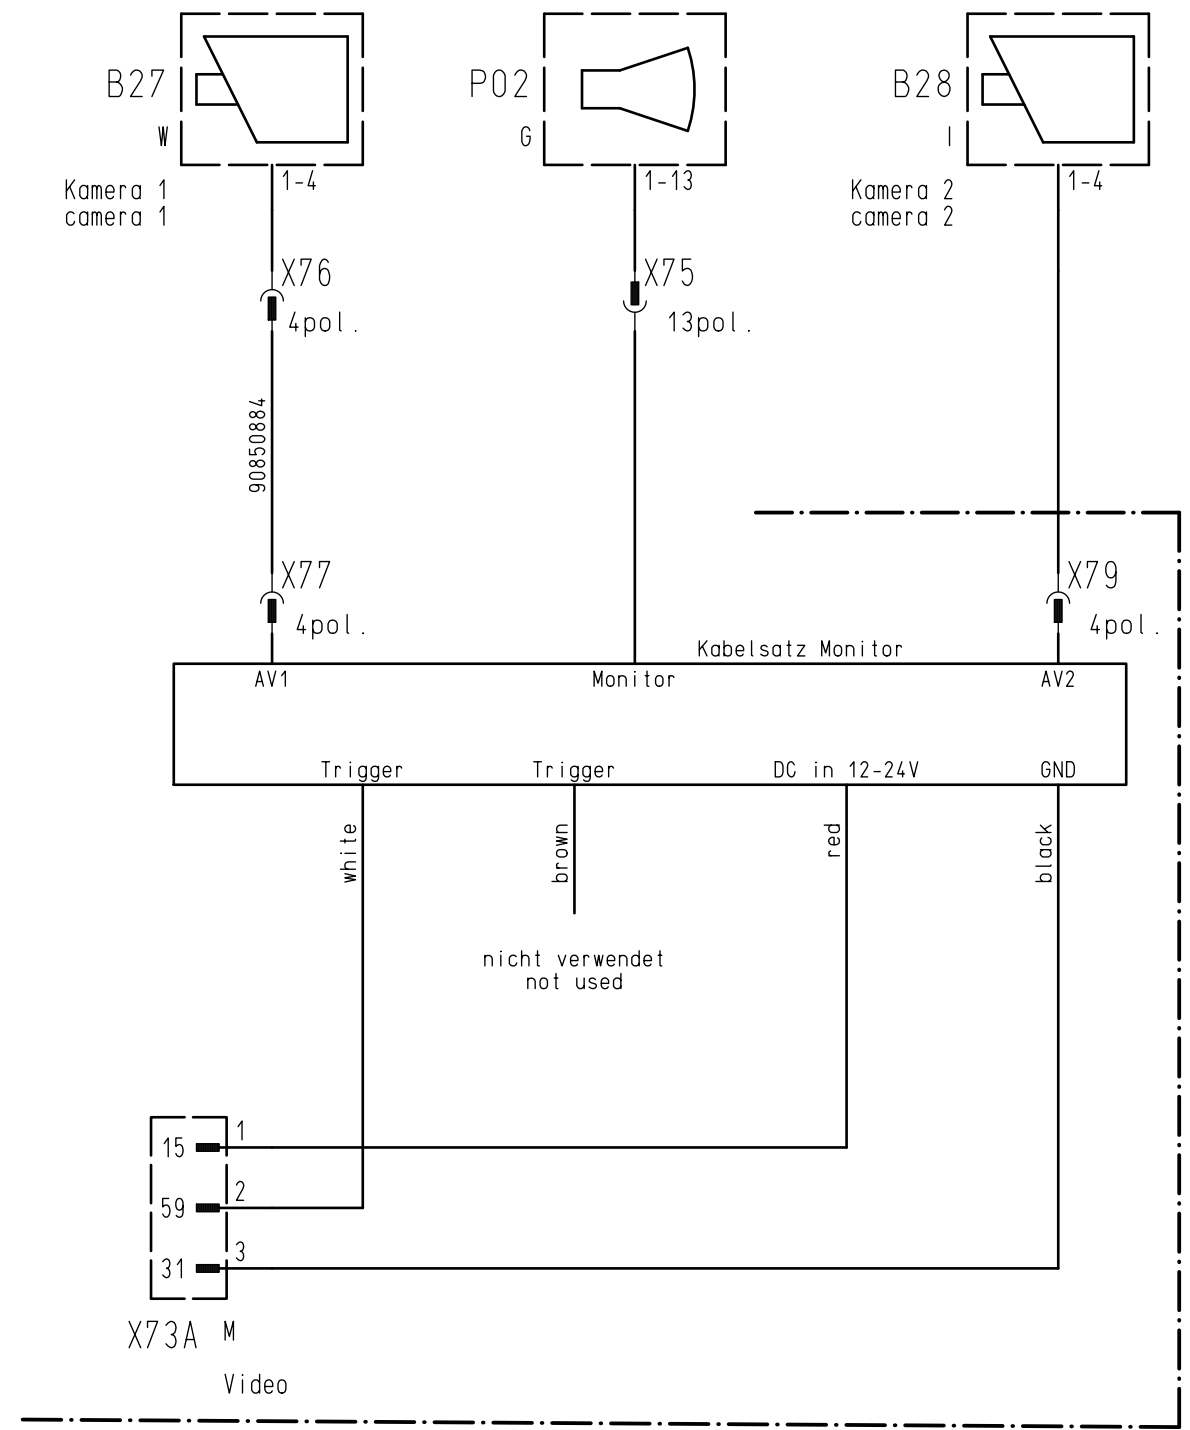 B27
W
Kamera 1
camera 1
1-4
P02
G
1-13
B28
I
Kamera 2
camera 2
1-4
X76
4pol.
X75
13pol.
90850884
X77
4pol.
X79
4pol.
Kabelsatz Monitor
AV1
Monitor
AV2
Trigger
Trigger
DC in 12-24V
GND
white
brown
red
black
nicht verwendet
not used
15
1
59
2
31
3
X73A
M
Video